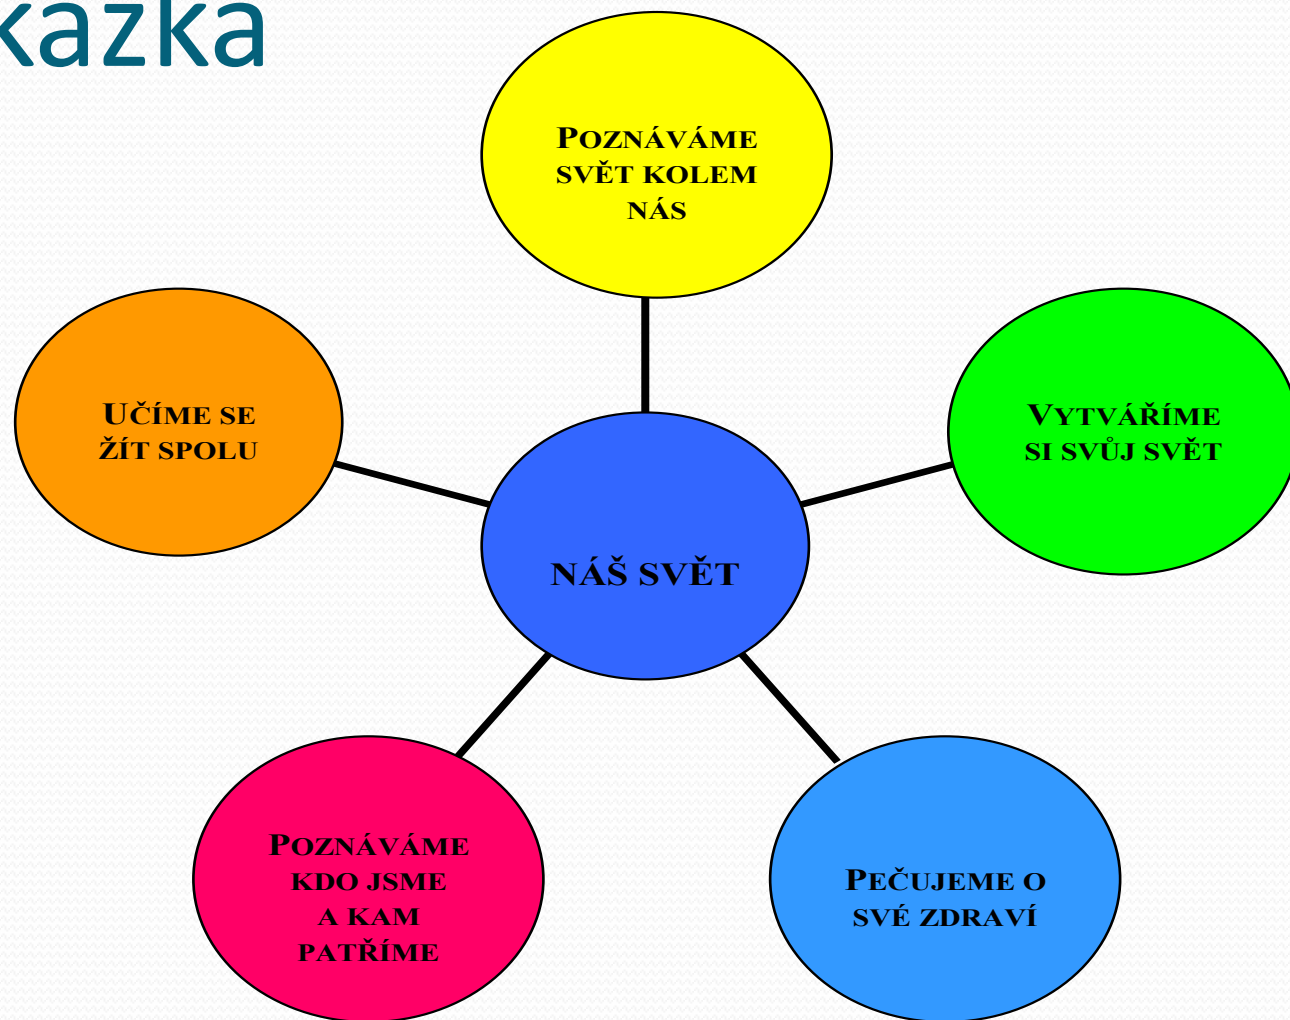 kázka
POZNÁVÁME
SVĚT KOLEM
NÁS
UČÍME SE
ŽÍT SPOLU
VYTVÁŘÍME
SI SVŮJ SVĚT
NÁŠ SVĚT
POZNÁVÁME
KDO JSME
A KAM
PATŘÍME
PEČUJEME O
SVÉ ZDRAVÍ